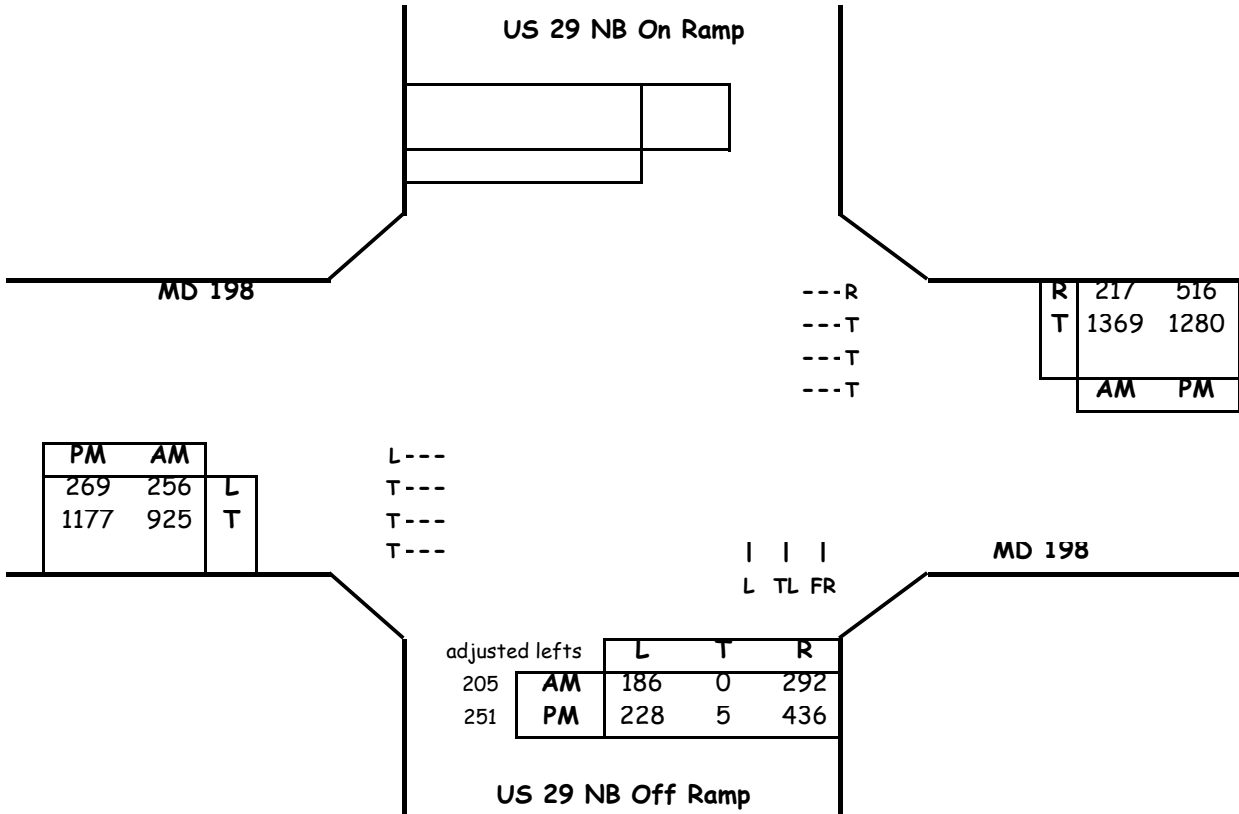 US 29 NB On Ramp
MD 198
---R
---T
---T
---T
R 217 516
T 1369 1280
AM PM
PM AM
269 256 L
1177 925 T
L---
T---
T---
T---
| | |
L TL FR
MD 198
adjusted lefts L T R
205 AM 186 0 292
251 PM 228 5 436
US 29 NB Off Ramp